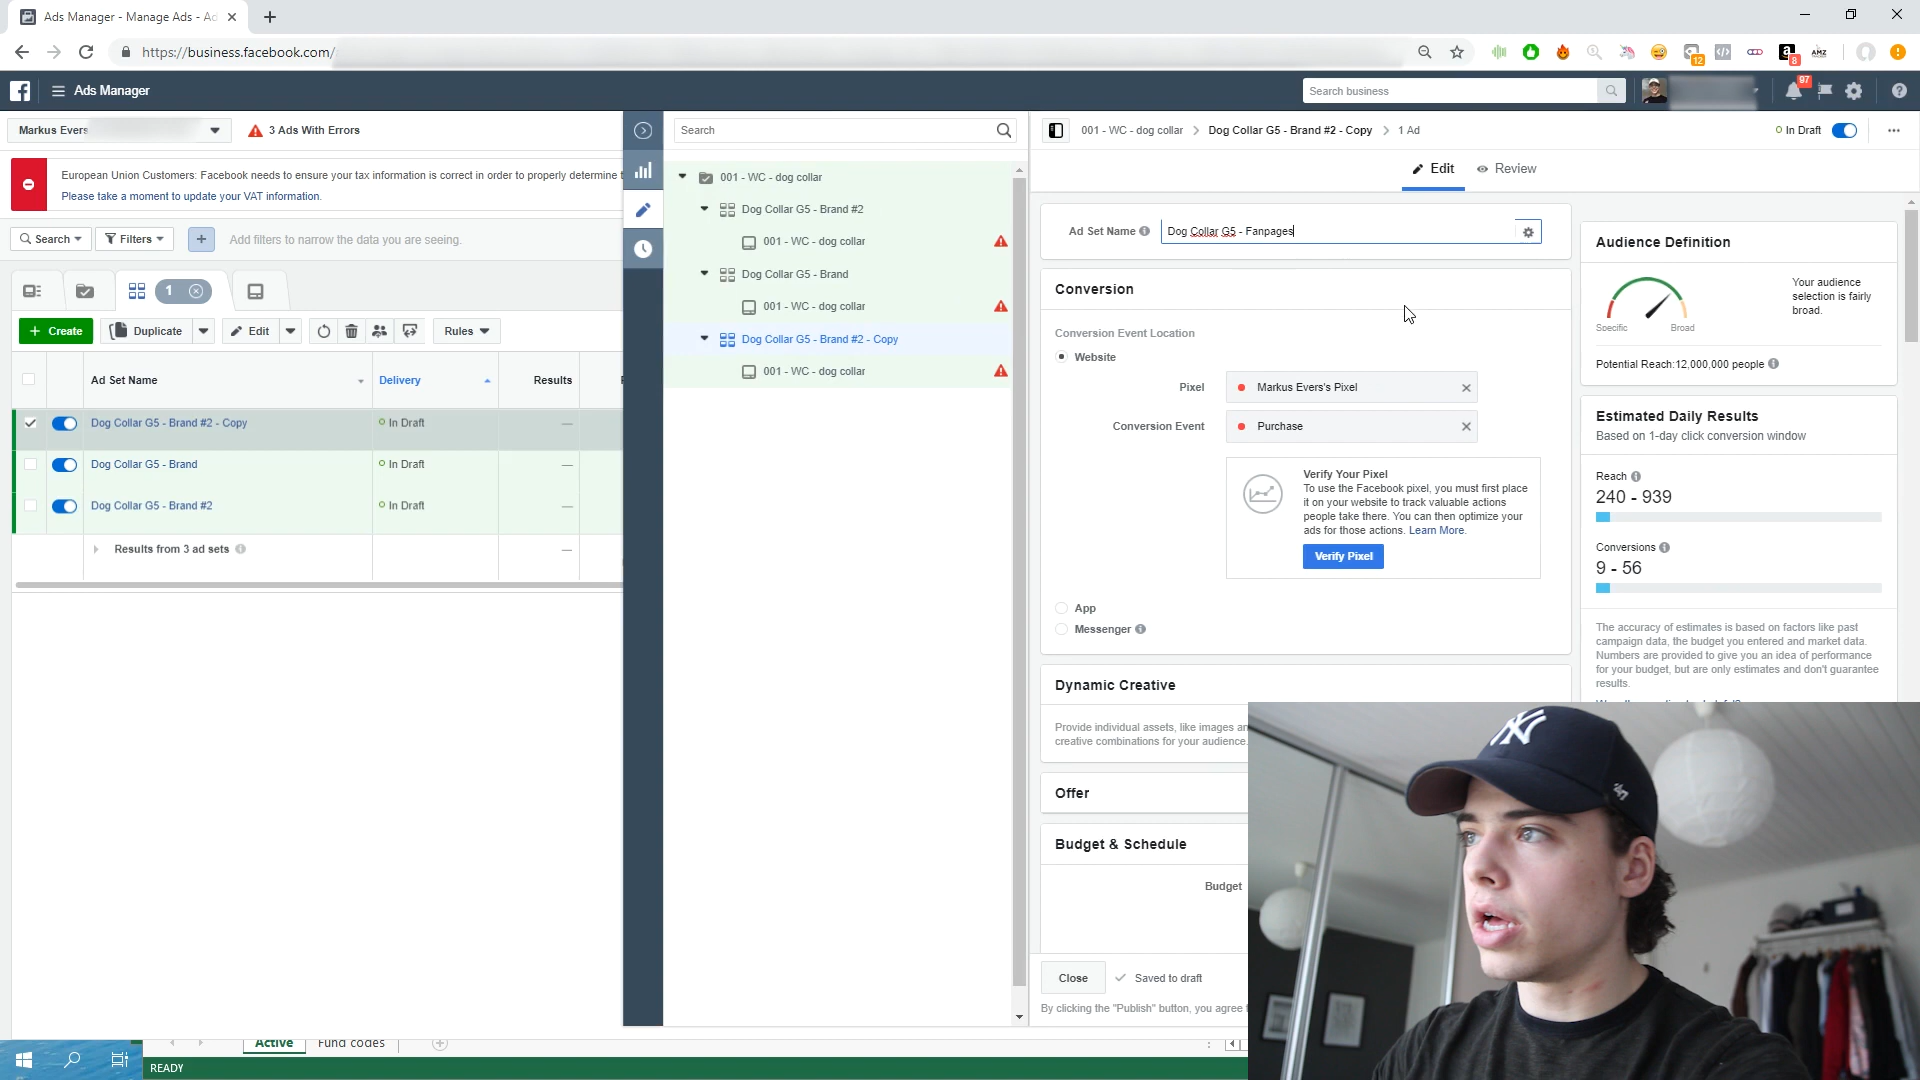 Ads Manager - Manage Ads - Ad
https://business.facebook.com/
12
8
AMZ
Ads Manager
Search business
97
Markus Evers
3 Ads With Errors
European Union Customers: Facebook needs to ensure your tax information is correct in order to properly determine t
Please take a moment to update your VAT information.
Search
Filters
Add filters to narrow the data you are seeing.
1
Create
Duplicate
Edit
Rules
Ad Set Name
Delivery
Results
Dog Collar G5 - Brand #2 - Copy
In Draft
—
Dog Collar G5 - Brand
In Draft
—
Dog Collar G5 - Brand #2
In Draft
—
Results from 3 ad sets
—
Search
001 - WC - dog collar
Dog Collar G5 - Brand #2
001 - WC - dog collar
Dog Collar G5 - Brand
001 - WC - dog collar
Dog Collar G5 - Brand #2 - Copy
001 - WC - dog collar
001 - WC - dog collar > Dog Collar G5 - Brand #2 - Copy > 1 Ad
In Draft
Edit
Review
Ad Set Name
Dog Collar G5 - Fanpages
Conversion
Conversion Event Location
Website
Pixel
Markus Evers's Pixel
Conversion Event
Purchase
Verify Your Pixel
To use the Facebook pixel, you must first place
it on your website to track valuable actions
people take there. You can then optimize your
ads for those actions. Learn More.
Verify Pixel
App
Messenger
Dynamic Creative
Provide individual assets, like images an
creative combinations for your audience.
Offer
Budget & Schedule
Budget
Close
Saved to draft
By clicking the "Publish" button, you agree t
Audience Definition
Your audience
selection is fairly
broad.
Specific
Broad
Potential Reach:12,000,000 people
Estimated Daily Results
Based on 1-day click conversion window
Reach
240 - 939
Conversions
9 - 56
The accuracy of estimates is based on factors like past
campaign data, the budget you entered and market data.
Numbers are provided to give you an idea of performance
for your budget, but are only estimates and don't guarantee
results.
NY
47
Active
Fund codes
READY